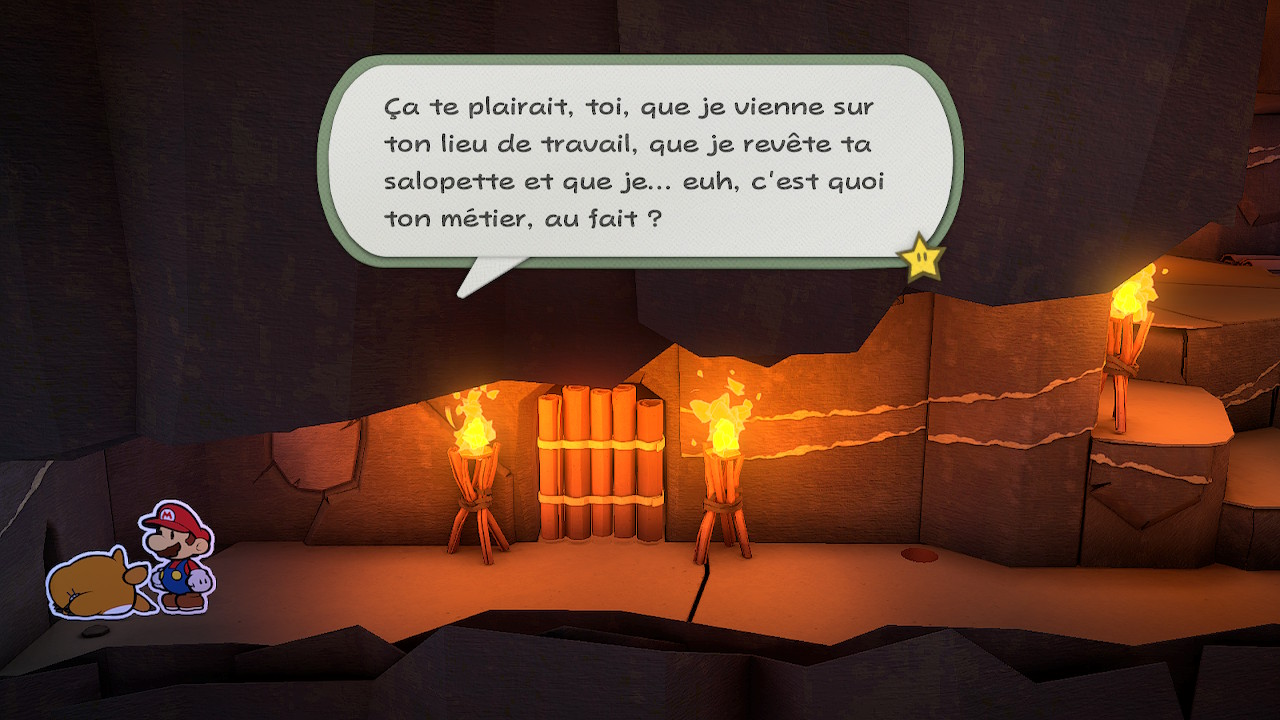 Ça te plairait, toi, que je vienne sur
ton lieu de travail, que je revête ta
salopette et que je... euh, c'est quoi
ton métier, au fait ?
M